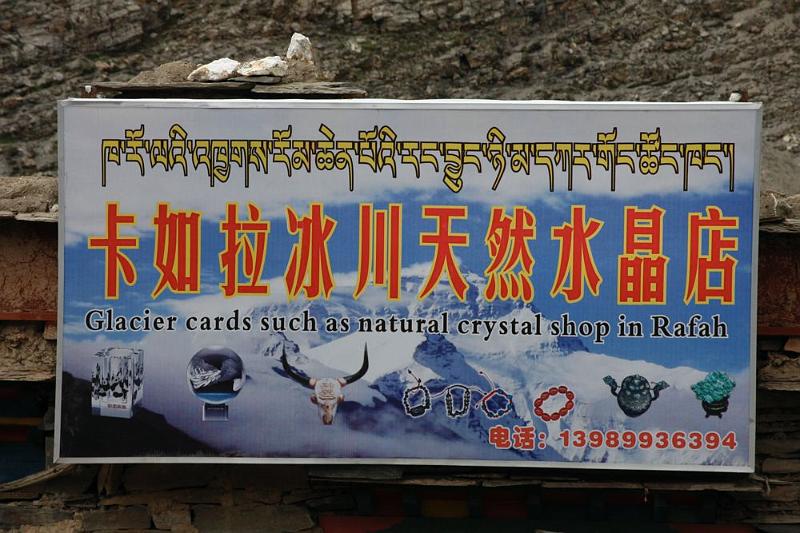 ཁ་རོ་ལའི་འཁྱགས་རོམ་ཆེན་པོའི་རང་བྱུང་ཉི་མ་དཀར་གོང་ཚོང་ཁང་།
卡如拉冰川天然水晶店
Glacier cards such as natural crystal shop in Rafah
电话：13989936394